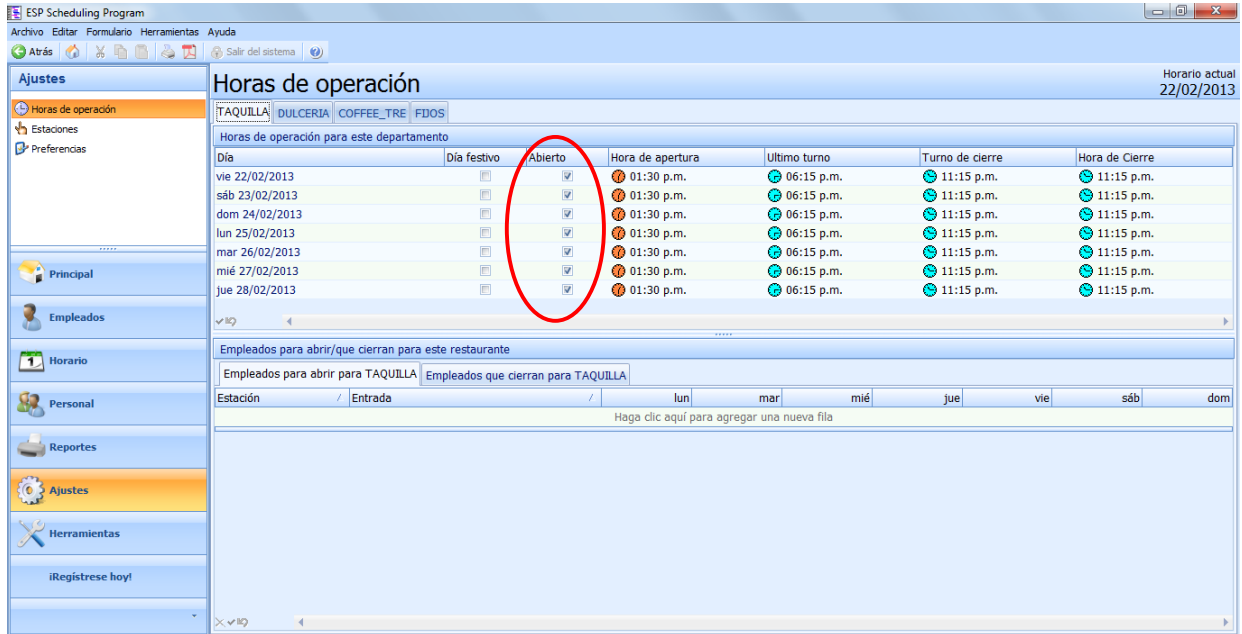 ESP Scheduling Program
Archivo Editar Formulario Herramientas Ayuda
Atrás Salir del sistema
Ajustes
Horas de operación
Estaciones
Preferencias
Principal
Empleados
1 Horario
Personal
Reportes
Ajustes
Herramientas
¡Regístrese hoy!
Horas de operación
Horario actual
22/02/2013
TAQUILLA DULCERIA COFFEE_TRE FIJOS
Horas de operación para este departamento
Día Día festivo Abierto Hora de apertura Ultimo turno Turno de cierre Hora de Cierre
vie 22/02/2013 01:30 p.m. 06:15 p.m. 11:15 p.m. 11:15 p.m.
sáb 23/02/2013 01:30 p.m. 06:15 p.m. 11:15 p.m. 11:15 p.m.
dom 24/02/2013 01:30 p.m. 06:15 p.m. 11:15 p.m. 11:15 p.m.
lun 25/02/2013 01:30 p.m. 06:15 p.m. 11:15 p.m. 11:15 p.m.
mar 26/02/2013 01:30 p.m. 06:15 p.m. 11:15 p.m. 11:15 p.m.
mié 27/02/2013 01:30 p.m. 06:15 p.m. 11:15 p.m. 11:15 p.m.
jue 28/02/2013 01:30 p.m. 06:15 p.m. 11:15 p.m. 11:15 p.m.
Empleados para abrir/que cierran para este restaurante
Empleados para abrir para TAQUILLA Empleados que cierran para TAQUILLA
Estación Entrada lun mar mié jue vie sáb dom
Haga clic aquí para agregar una nueva fila